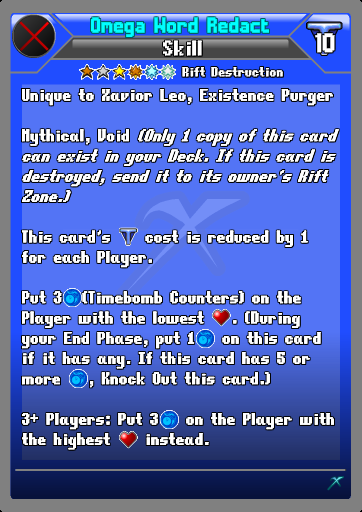 Omega Word Redact
Skill
10
Rift Destruction
Unique to Xavior Leo, Existence Purger
Mythical, Void (Only 1 copy of this card
can exist in your Deck. If this card is
destroyed, send it to its owner's Rift
Zone.)
This card's cost is reduced by 1
for each Player.
Put 3(Timebomb Counters) on the
Player with the lowest . (During
your End Phase, put 1 on this card
if it has any. If this card has 5 or
more , Knock Out this card.)
3+ Players: Put 3 on the Player with
the highest instead.